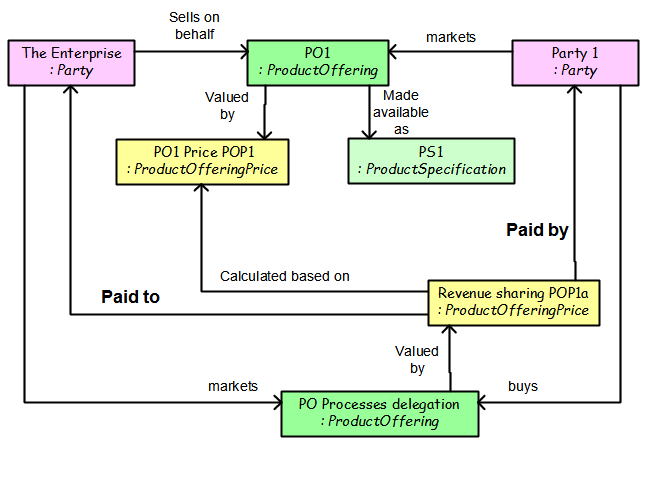 Sells on
behalf
The Enterprise
: Party
PO1
: ProductOffering
markets
Party 1
: Party
Valued
by
Made
available
as
PO1 Price POP1
: ProductOfferingPrice
PS1
: ProductSpecification
Paid by
Calculated based on
Paid to
Revenue sharing POP1a
: ProductOfferingPrice
Valued
by
markets
buys
PO Processes delegation
: ProductOffering